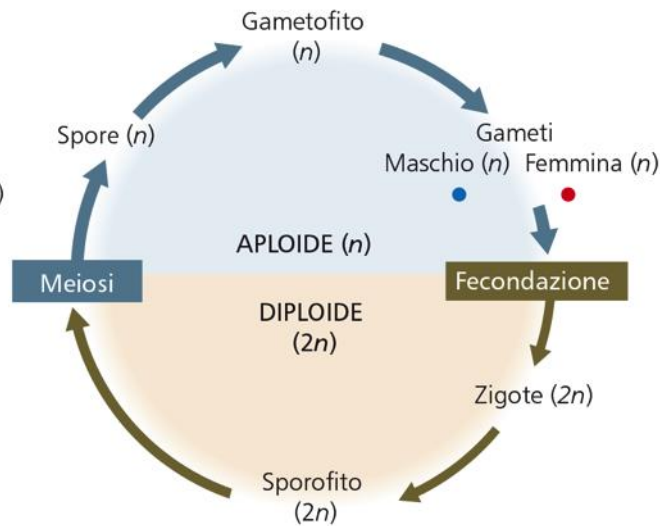 Gametofito
(n)
Spore (n)
Gameti
Maschio (n) Femmina (n)
)
APLOIDE (n)
Meiosi
Fecondazione
DIPLOIDE
(2n)
Zigote (2n)
Sporofito
(2n)